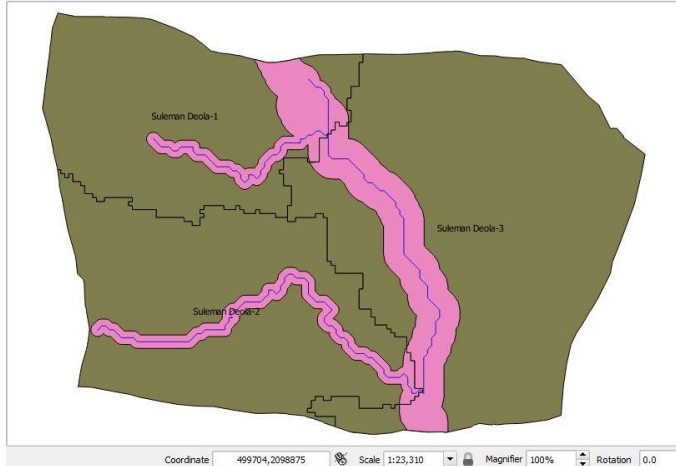 Suleman Deola-1
Suleman Deola-3
Suleman Deola-2
Coordinate 499704,2098875 Scale 1:23,310 Magnifier 100% Rotation 0.0